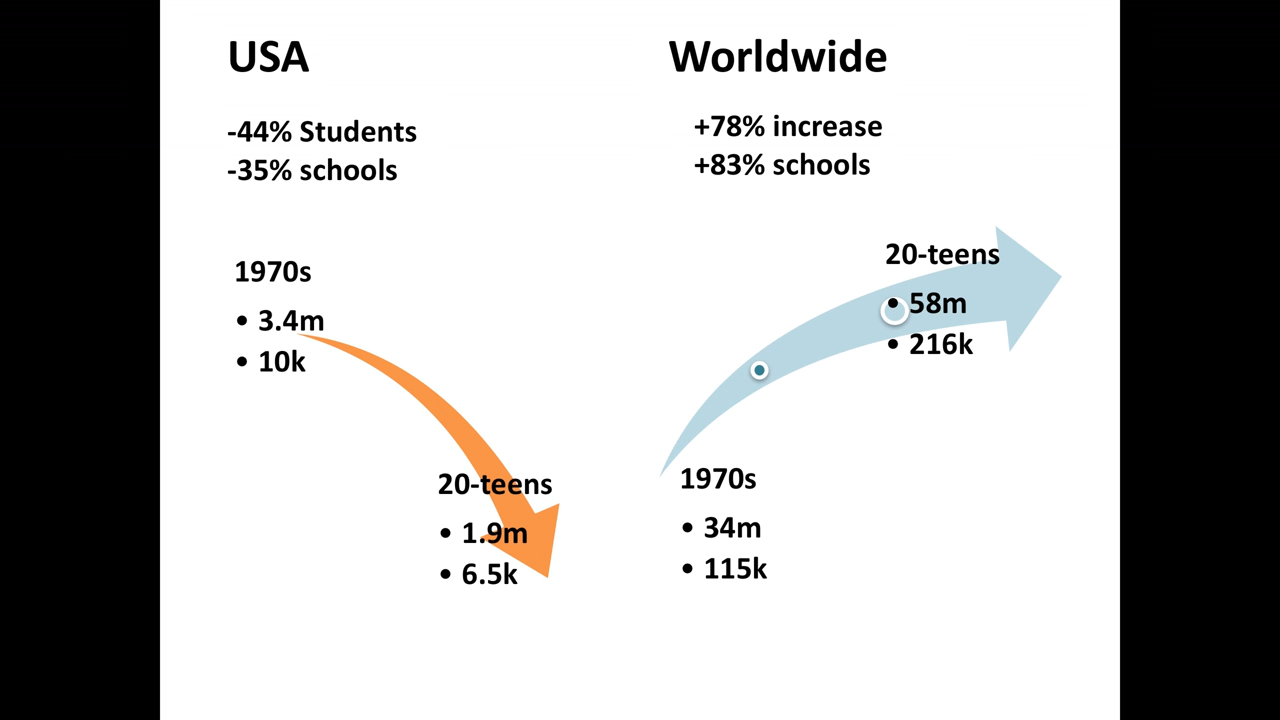 USA
-44% Students
-35% schools
1970s
• 3.4m
• 10k
20-teens
• 1.9m
• 6.5k
Worldwide
+78% increase
+83% schools
20-teens
• 58m
• 216k
1970s
• 34m
• 115k